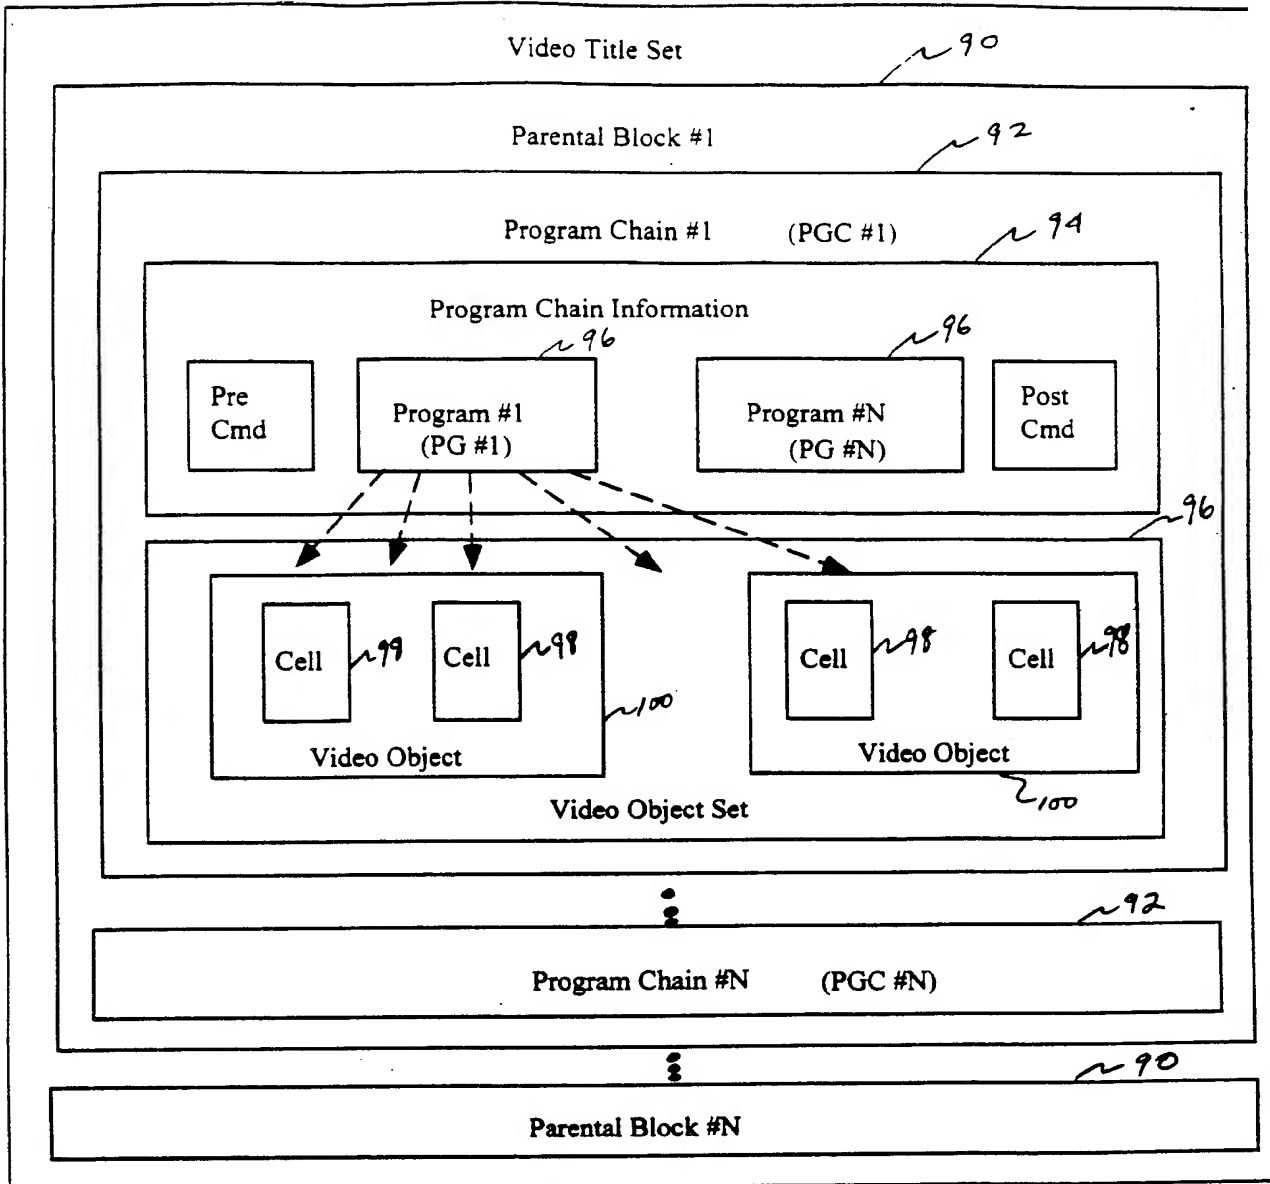 Video Title Set
90
Parental Block #1
92
Program Chain #1 (PGC #1)
94
Program Chain Information
96
96
Pre
Cmd
Program #1
(PG #1)
Program #N
(PG #N)
Post
Cmd
96
Cell
98
Cell
98
Cell
98
Cell
98
100
Video Object
Video Object
100
Video Object Set
92
Program Chain #N (PGC #N)
90
Parental Block #N